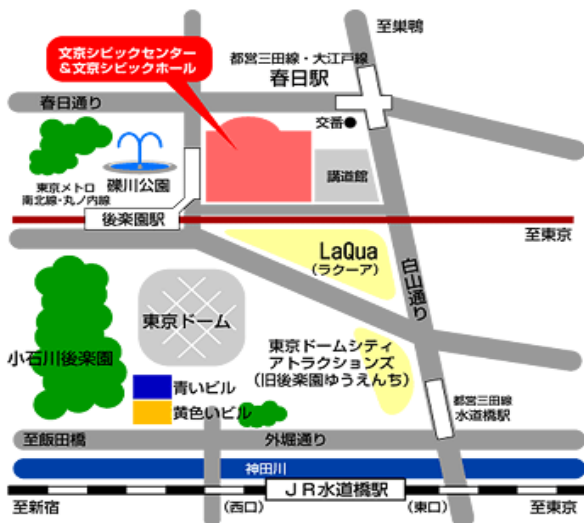 至巣鴨
文京シビックセンター
&文京シビックホール
都営三田線・大江戸線
春日駅
春日通り
交番
礫川公園
講道館
東京メトロ
南北線・丸ノ内線
後楽園駅
至東京
LaQua
(ラクーア)
白山通り
東京ドーム
小石川後楽園
東京ドームシティ
アトラクションズ
(旧後楽園ゆうえんち)
青いビル
黄色いビル
都営三田線
水道橋駅
至飯田橋
外堀通り
神田川
JR水道橋駅
至新宿
(西口)
(東口)
至東京